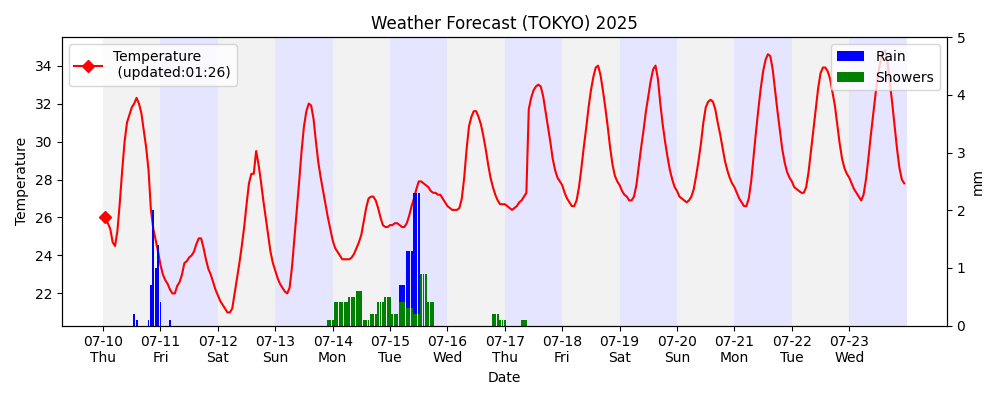 Weather Forecast (TOKYO) 2025
Temperature
(updated:01:26)
Rain
Showers
Temperature
34
32
30
28
26
24
22
5
4
3
2
1
0
mm
07-10 07-11 07-12 07-13 07-14 07-15 07-16 07-17 07-18 07-19 07-20 07-21 07-22 07-23
Thu Fri Sat Sun Mon Tue Wed Thu Fri Sat Sun Mon Tue Wed
Date